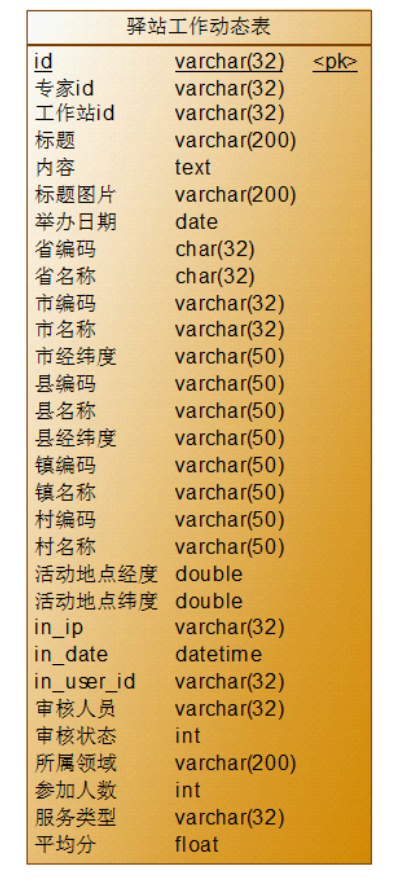 驿站工作动态表
id varchar(32) <pk>
专家id varchar(32)
工作站id varchar(32)
标题 varchar(200)
内容 text
标题图片 varchar(200)
举办日期 date
省编码 char(32)
省名称 char(32)
市编码 varchar(32)
市名称 varchar(32)
市经纬度 varchar(50)
县编码 varchar(50)
县名称 varchar(50)
县经纬度 varchar(50)
镇编码 varchar(50)
镇名称 varchar(50)
村编码 varchar(50)
村名称 varchar(50)
活动地点经度 double
活动地点纬度 double
in_ip varchar(32)
in_date datetime
in_user_id varchar(32)
审核人员 varchar(32)
审核状态 int
所属领域 varchar(200)
参加人数 int
服务类型 varchar(32)
平均分 float